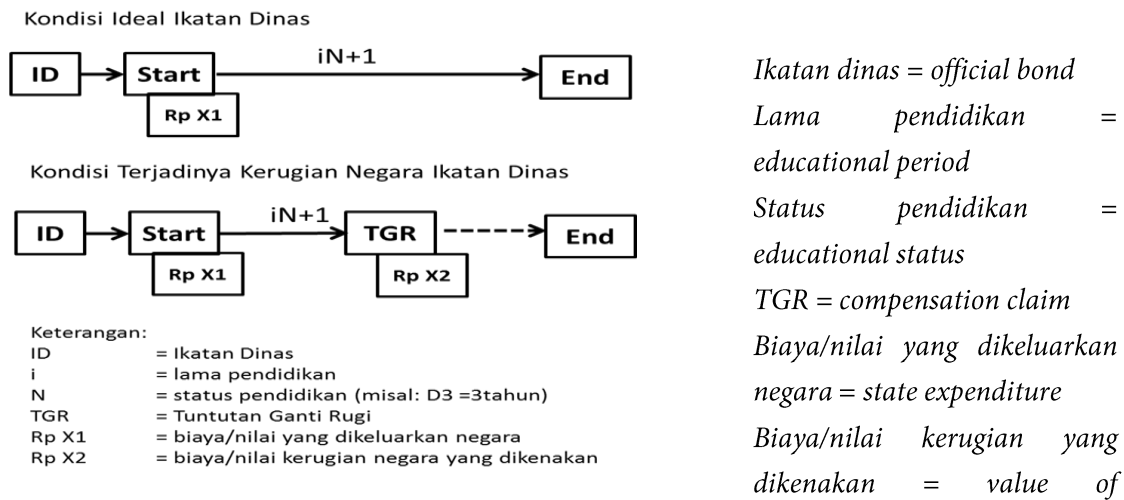 Kondisi Ideal Ikatan Dinas
iN+1
ID
Start
End
Rp X1
Kondisi Terjadinya Kerugian Negara Ikatan Dinas
iN+1
ID
Start
TGR
End
Rp X1
Rp X2
Keterangan:
ID = Ikatan Dinas
i = lama pendidikan
N = status pendidikan (misal: D3 =3tahun)
TGR = Tuntutan Ganti Rugi
Rp X1 = biaya/nilai yang dikeluarkan negara
Rp X2 = biaya/nilai kerugian negara yang dikenakan
Ikatan dinas = official bond
Lama pendidikan =
educational period
Status pendidikan =
educational status
TGR = compensation claim
Biaya/nilai yang dikeluarkan
negara = state expenditure
Biaya/nilai kerugian yang
dikenakan = value of